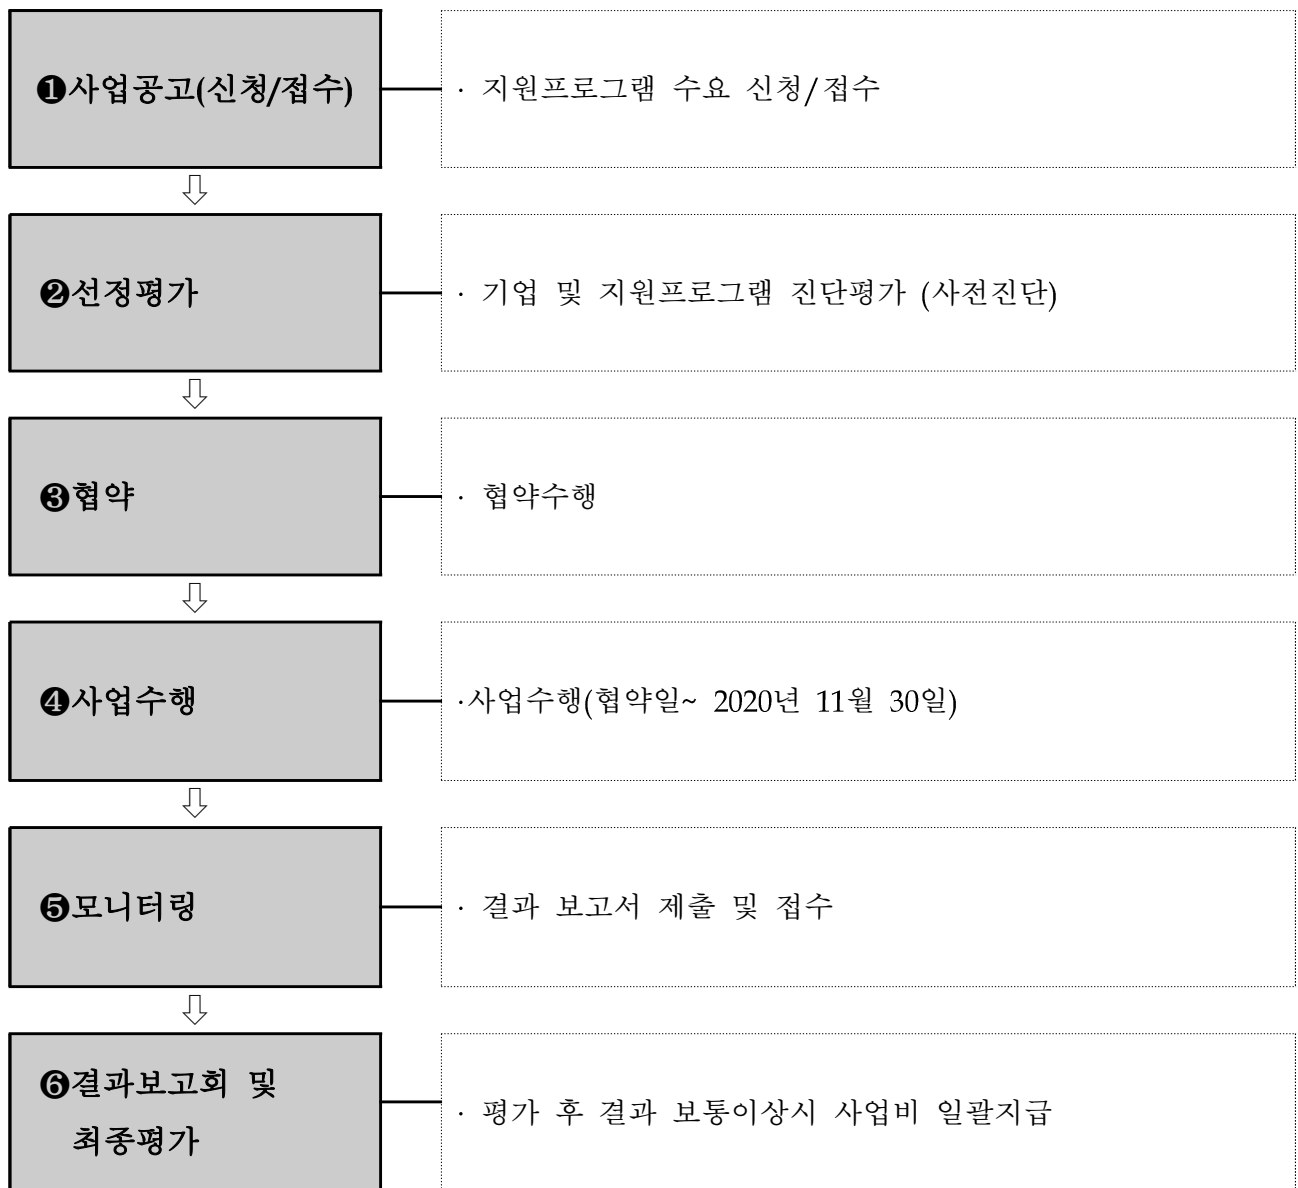 ❶사업공고(신청/접수)
· 지원프로그램 수요 신청/접수
❷선정평가
· 기업 및 지원프로그램 진단평가 (사전진단)
❸협약
· 협약수행
❹사업수행
·사업수행(협약일~ 2020년 11월 30일)
❺모니터링
· 결과 보고서 제출 및 접수
❻결과보고회 및
최종평가
· 평가 후 결과 보통이상시 사업비 일괄지급